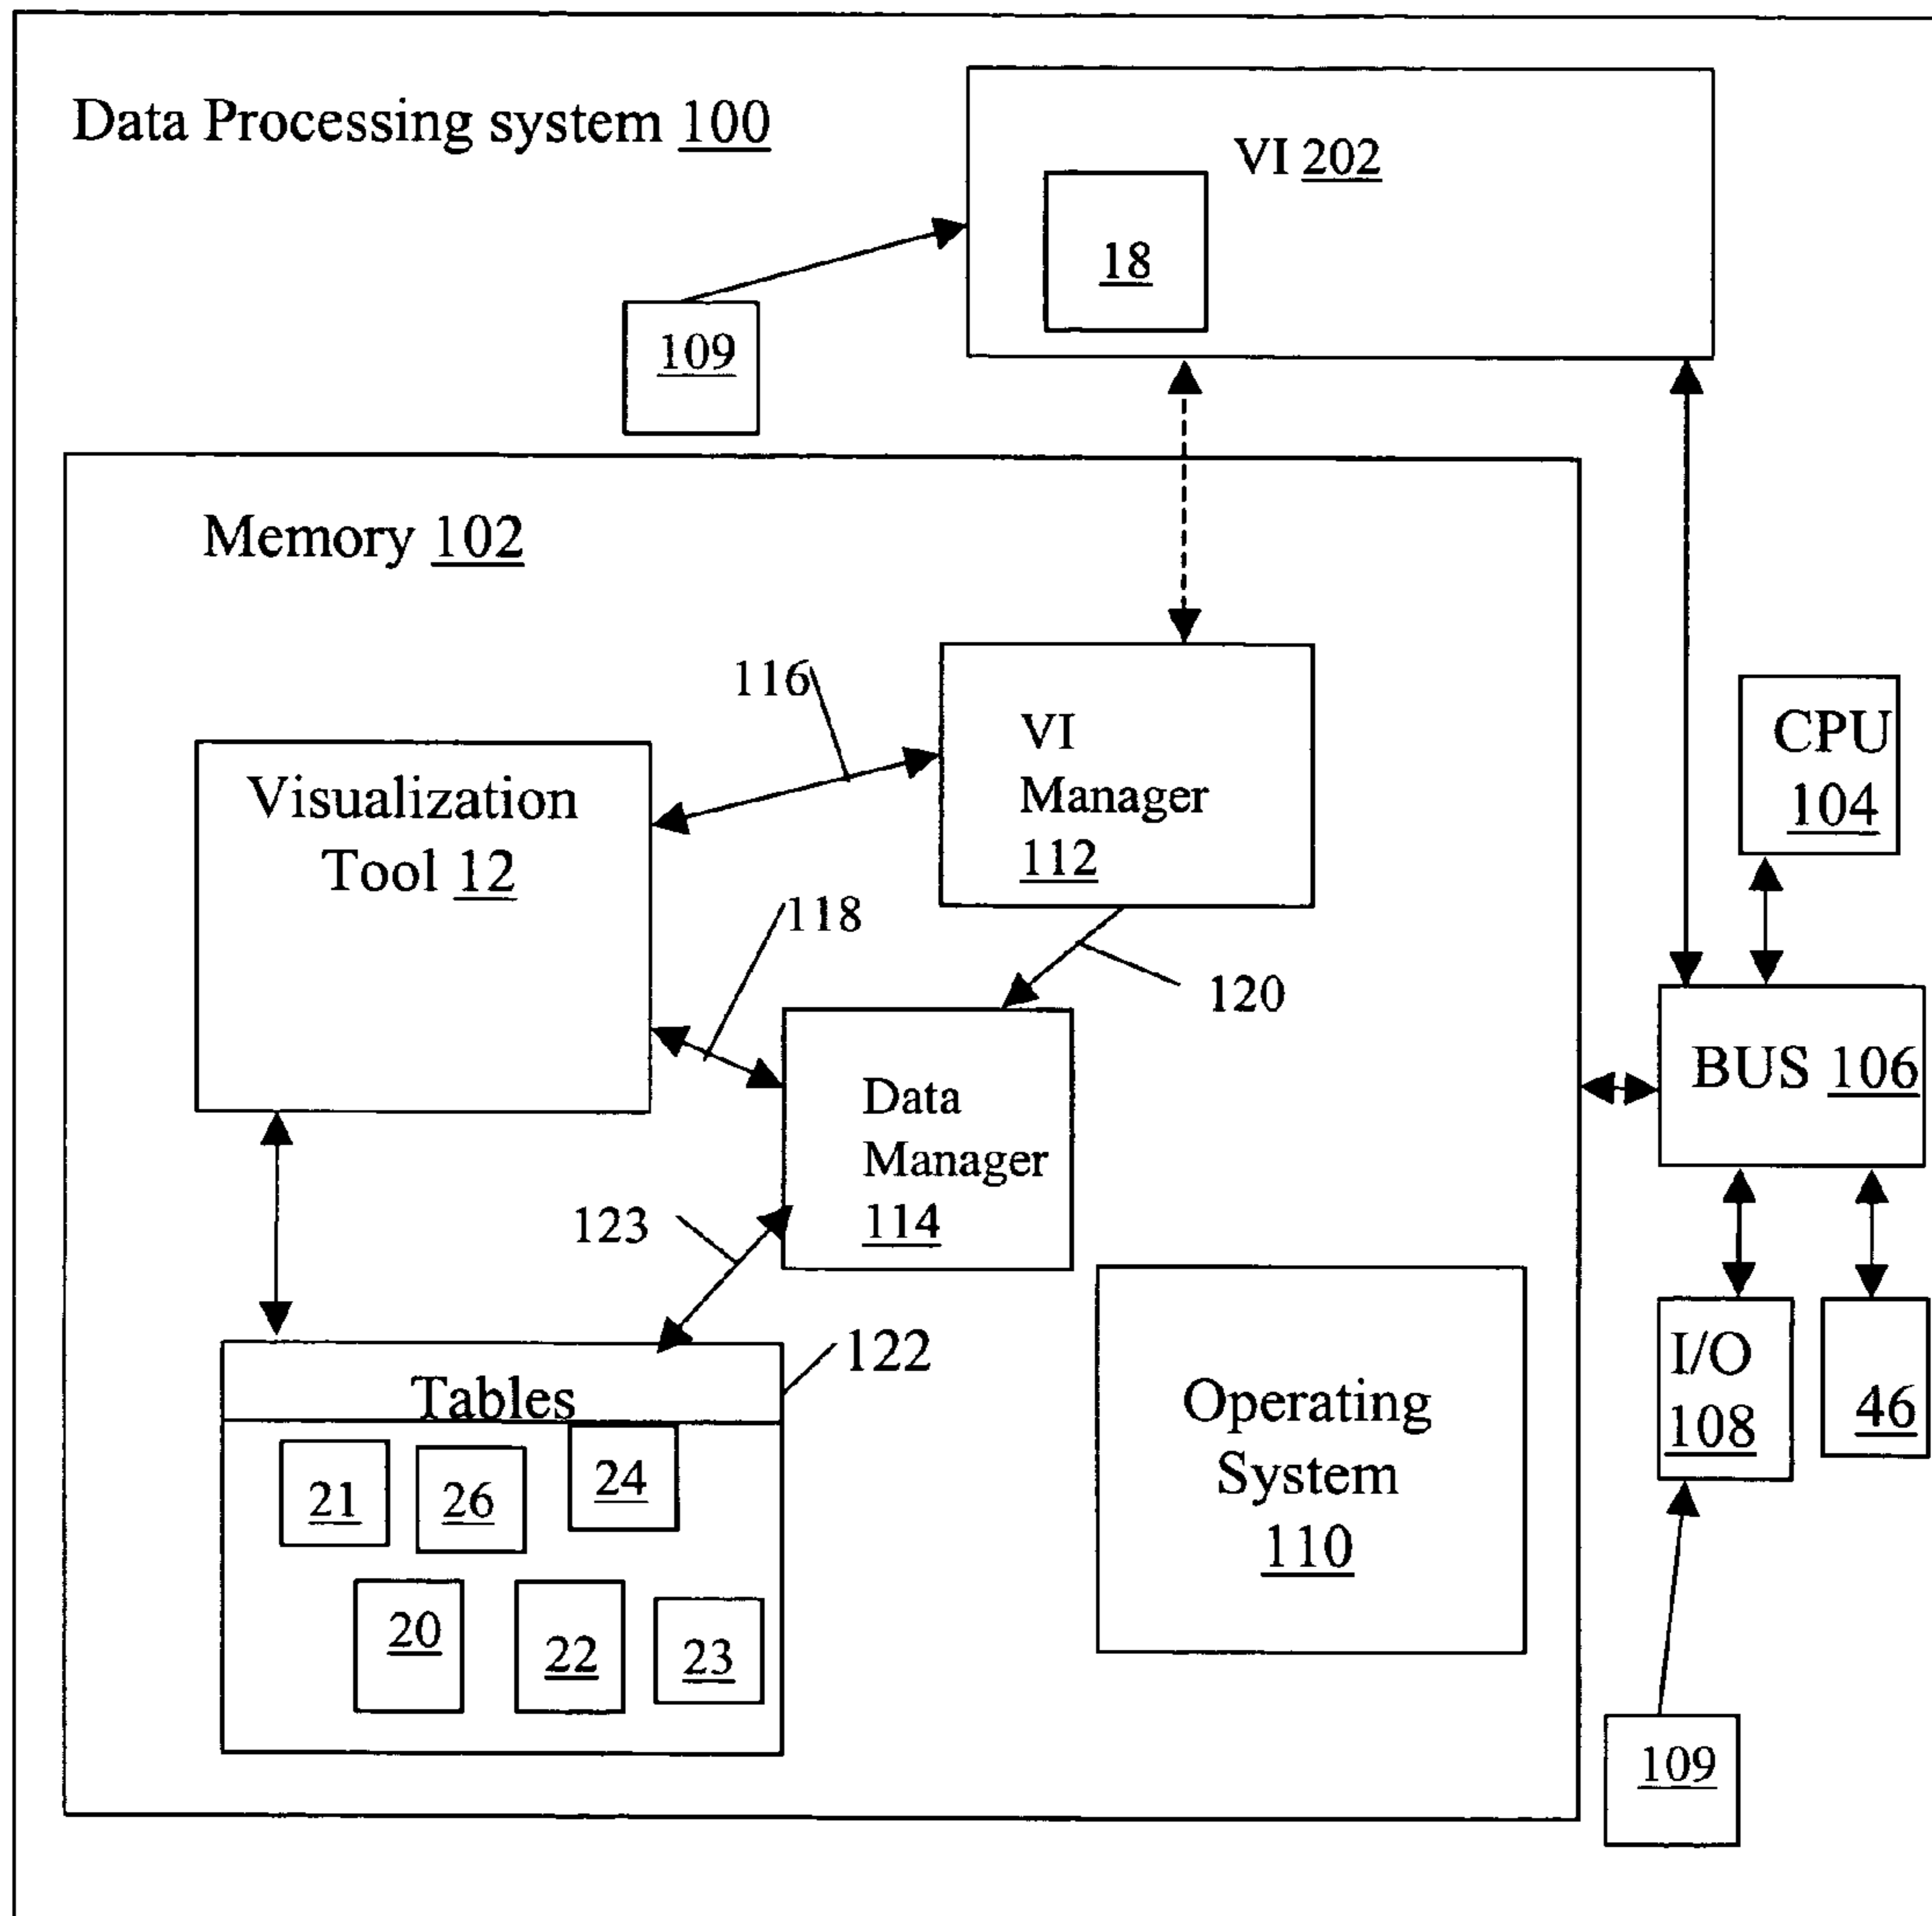 Data Processing system 100
VI 202
18
109
Memory 102
116
VI
Manager
112
Visualization
Tool 12
118
120
CPU
104
BUS 106
Data
Manager
114
123
122
Tables
21
26
24
20
22
23
Operating
System
110
I/O
108
46
109